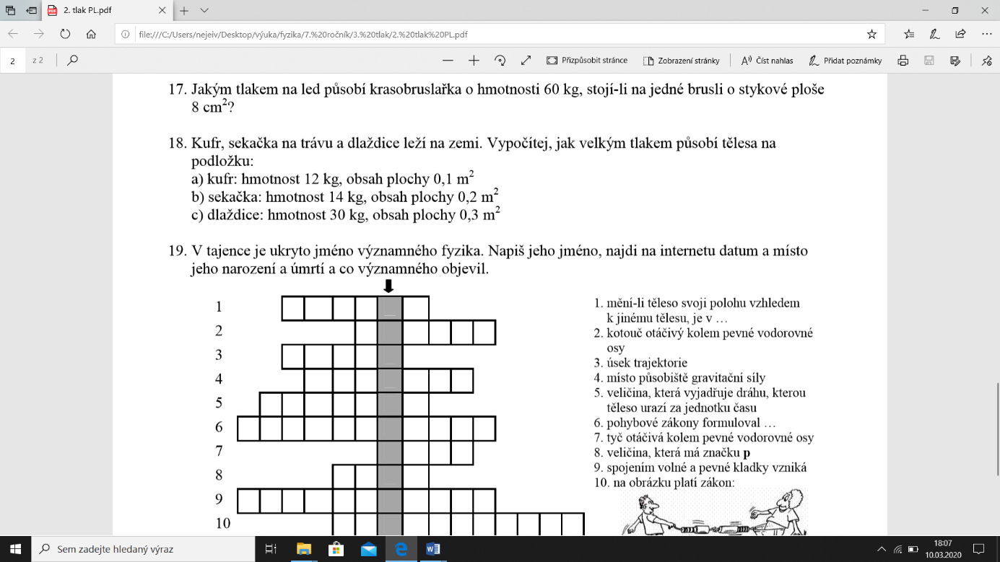 2. tlak PL.pdf
file:///C:/Users/nejeiv/Desktop/výuka/fyzika/7.%20ročník/3.%20tlak/2.%20tlak%20PL.pdf
2 z 2
Přizpůsobit stránce
Zobrazení stránky
Číst nahlas
Přidat poznámky
17. Jakým tlakem na led působí krasobruslařka o hmotnosti 60 kg, stojí-li na jedné brusli o stykové ploše
8 cm²?
18. Kufr, sekačka na trávu a dlaždice leží na zemi. Vypočítej, jak velkým tlakem působí tělesa na
podložku:
a) kufr: hmotnost 12 kg, obsah plochy 0,1 m²
b) sekačka: hmotnost 14 kg, obsah plochy 0,2 m²
c) dlaždice: hmotnost 30 kg, obsah plochy 0,3 m²
19. V tajence je ukryto jméno významného fyzika. Napiš jeho jméno, najdi na internetu datum a místo
jeho narození a úmrtí a co významného objevil.
1
2
3
4
5
6
7
8
9
10
1. mění-li těleso svoji polohu vzhledem
k jinému tělesu, je v …
2. kotouč otáčivý kolem pevné vodorovné
osy
3. úsek trajektorie
4. místo působiště gravitační síly
5. veličina, která vyjadřuje dráhu, kterou
těleso urazí za jednotku času
6. pohybové zákony formuloval …
7. tyč otáčivá kolem pevné vodorovné osy
8. veličina, která má značku p
9. spojením volné a pevné kladky vzniká
10. na obrázku platí zákon:
Sem zadejte hledaný výraz
18:07
10.03.2020